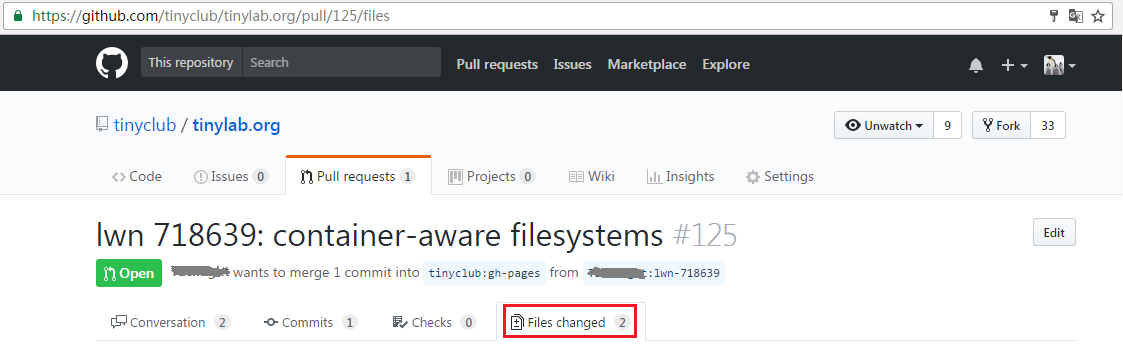 https://github.com/tinyclub/tinylab.org/pull/125/files
This repository Search Pull requests Issues Marketplace Explore
tinyclub / tinylab.org Unwatch 9 Fork 33
Code Issues 0 Pull requests 1 Projects 0 Wiki Insights Settings
lwn 718639: container-aware filesystems #125 Edit
Open wants to merge 1 commit into tinyclub:gh-pages from :lwn-718639
Conversation 2 Commits 1 Checks 0 Files changed 2